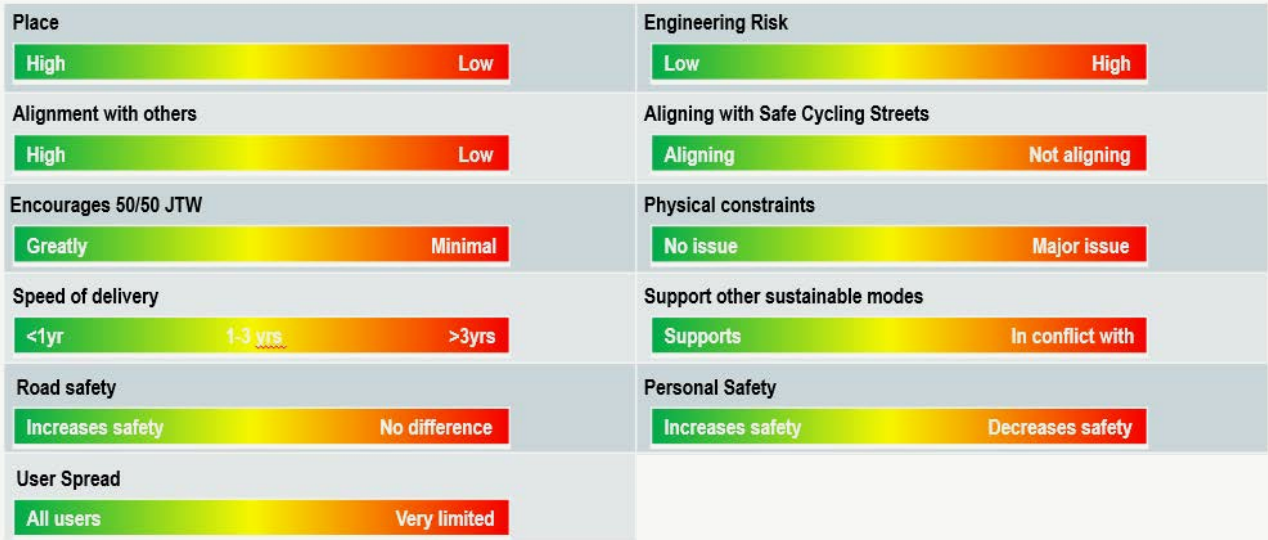 Place
High Low
Engineering Risk
Low High
Alignment with others
High Low
Aligning with Safe Cycling Streets
Aligning Not aligning
Encourages 50/50 JTW
Greatly Minimal
Physical constraints
No issue Major issue
Speed of delivery
<1yr 1-3 yrs >3yrs
Support other sustainable modes
Supports In conflict with
Road safety
Increases safety No difference
Personal Safety
Increases safety Decreases safety
User Spread
All users Very limited